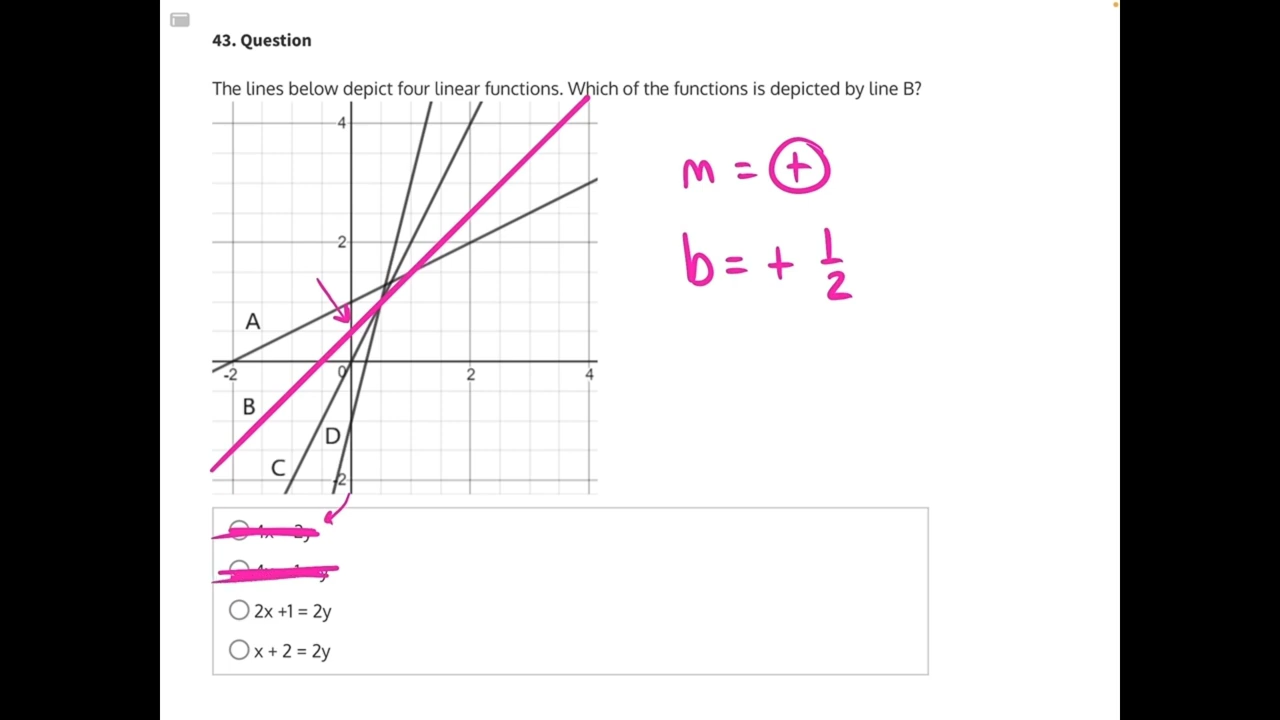 43. Question
The lines below depict four linear functions. Which of the functions is depicted by line B?
4
2
-2
0
2
4
-2
A
B
C
D
m = +
b = + 1/2
2x +1 = 2y
x + 2 = 2y